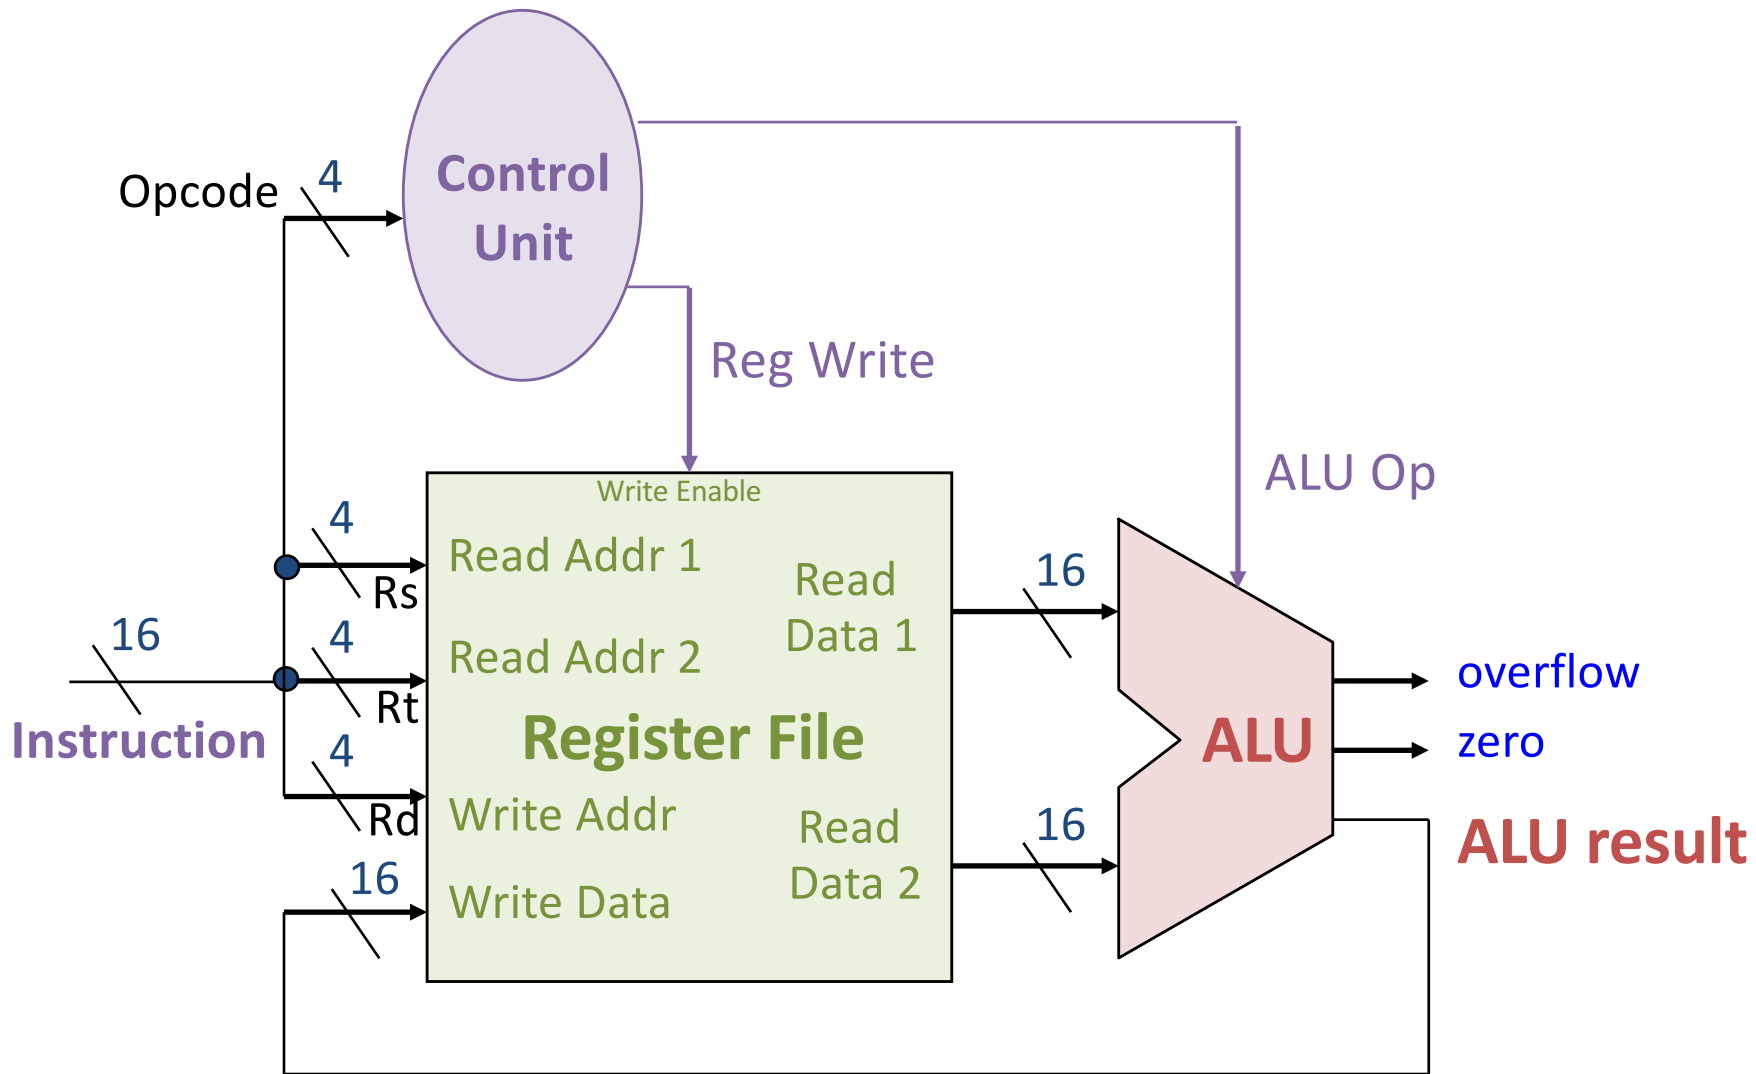 Control
Unit
Opcode
4
Reg Write
ALU Op
Write Enable
4
Read Addr 1
Rs
Read
Data 1
16
16
4
Read Addr 2
Rt
Instruction
Register File
ALU
overflow
zero
4
Write Addr
Rd
Read
Data 2
16
ALU result
16
Write Data